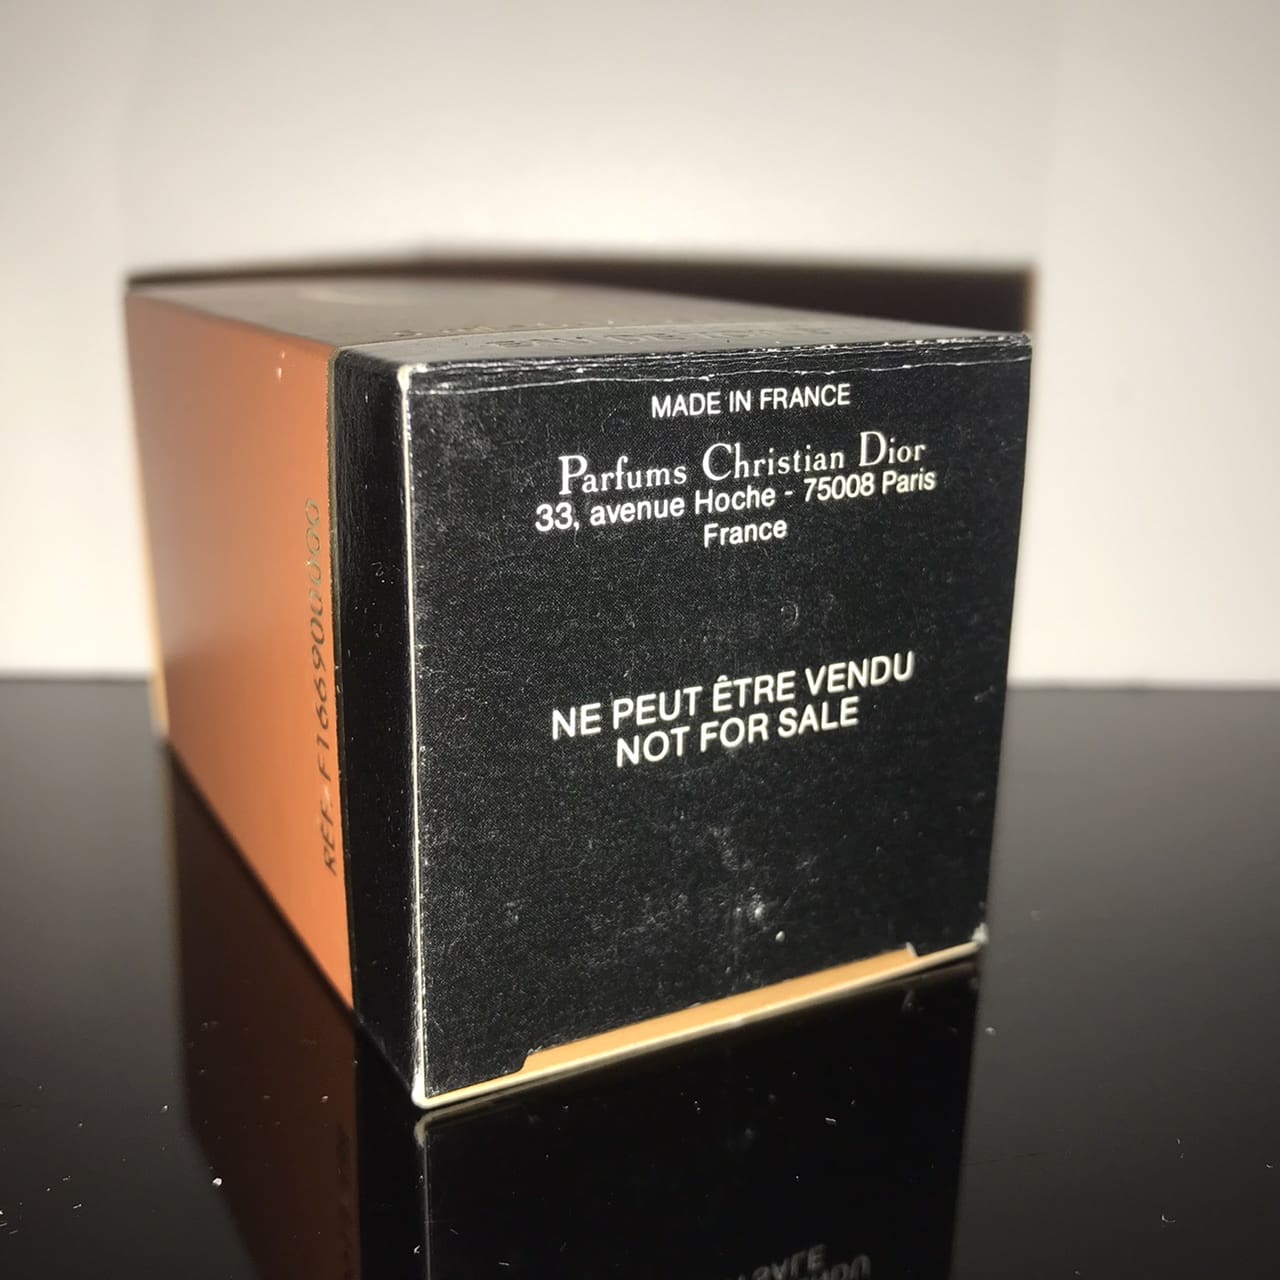 MADE IN FRANCE
Parfums Christian Dior
33, avenue Hoche - 75008 Paris
France
NE PEUT ÊTRE VENDU
NOT FOR SALE
REF. F166900000